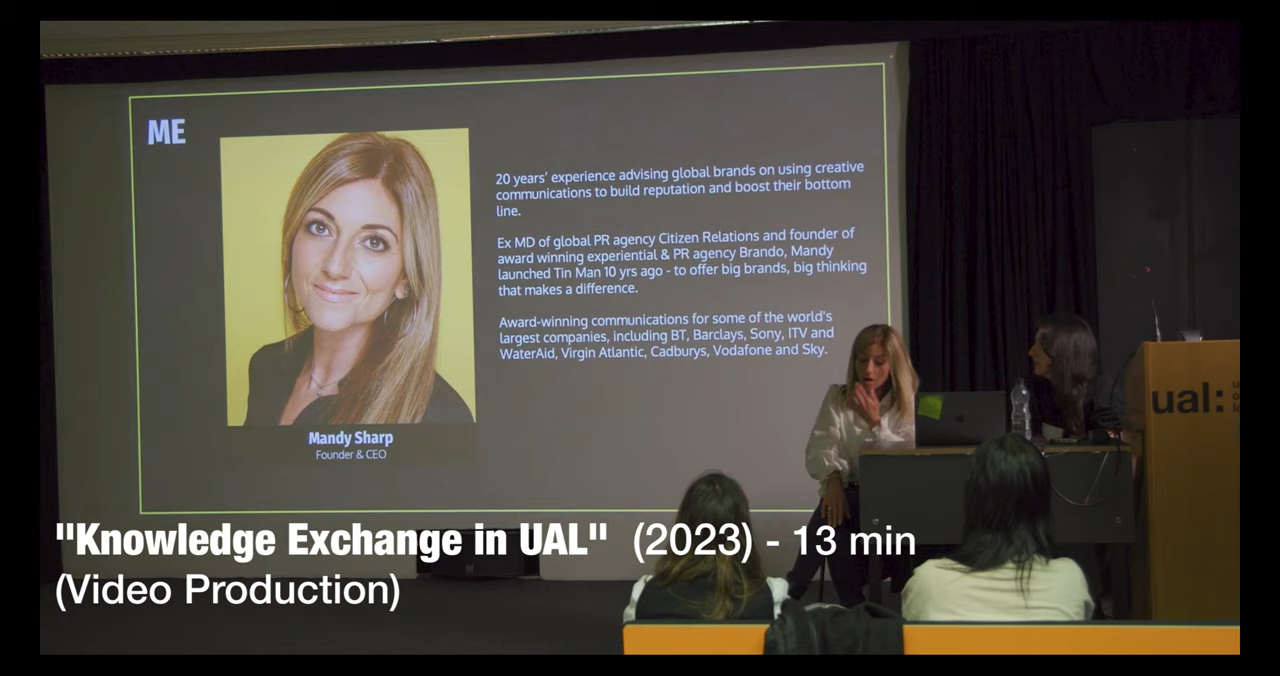 ME
20 years' experience advising global brands on using creative
communications to build reputation and boost their bottom
line.
Ex MD of global PR agency Citizen Relations and founder of
award winning experiential & PR agency Brando, Mandy
launched Tin Man 10 yrs ago - to offer big brands, big thinking
that makes a difference.
Award-winning communications for some of the world's
largest companies, including BT, Barclays, Sony, ITV and
WaterAid, Virgin Atlantic, Cadburys, Vodafone and Sky.
Mandy Sharp
Founder & CEO
ual:
"Knowledge Exchange in UAL" (2023) - 13 min
(Video Production)